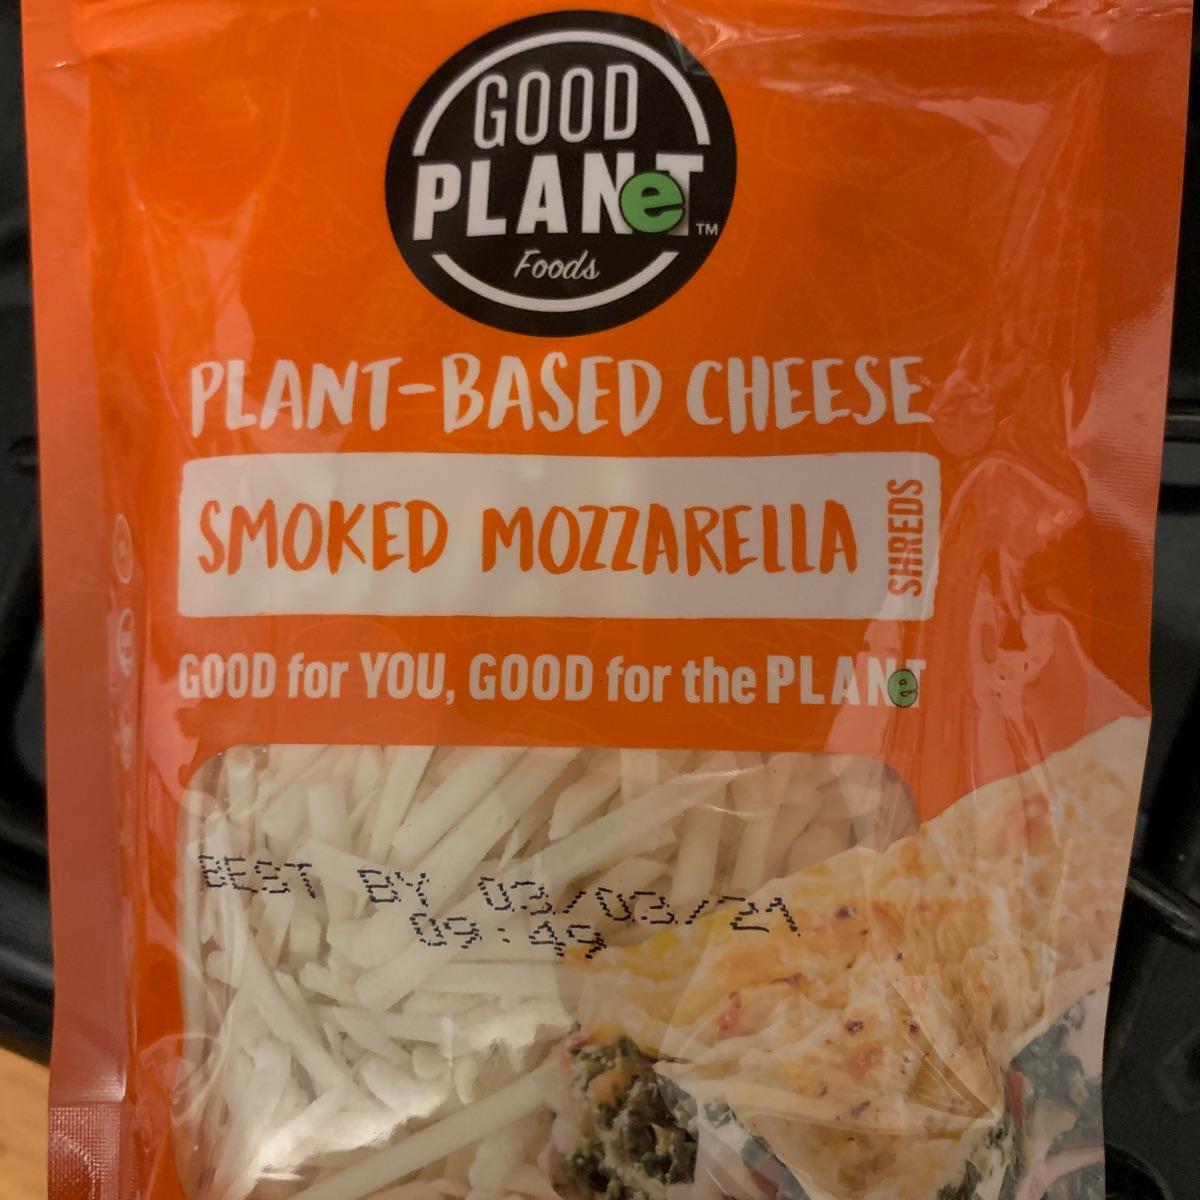 GOOD
PLANeT™
Foods
PLANT-BASED CHEESE
SMOKED MOZZARELLA
SHREDS
GOOD for YOU, GOOD for the PLANeT
BEST BY 03/03/21
09:49